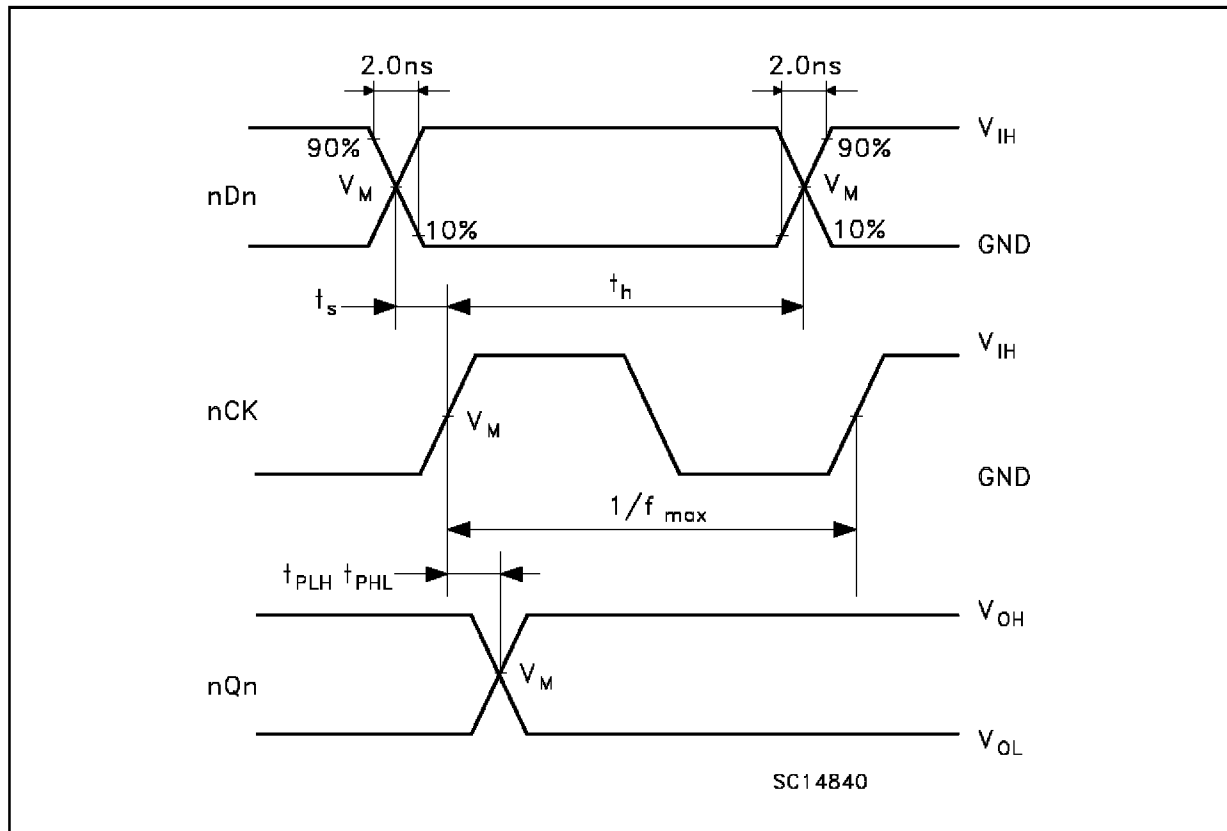 2.0ns 2.0ns
V_IH
90% 90%
nDn V_M V_M
10% 10%
GND
t_s t_h
V_IH
nCK V_M
GND
1/f max
t_PLH t_PHL
V_OH
nQn V_M
V_OL
SC14840